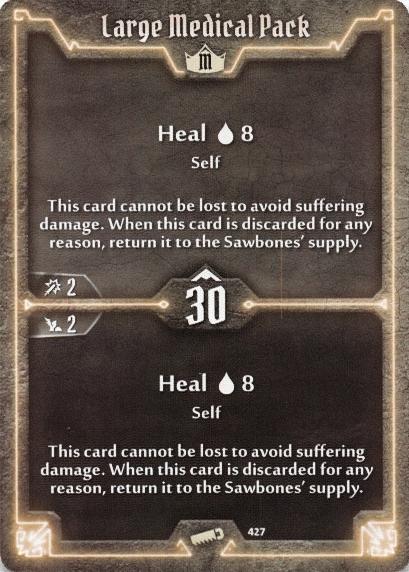 Large Medical Pack
M
Heal 8
Self
This card cannot be lost to avoid suffering
damage. When this card is discarded for any
reason, return it to the Sawbones' supply.
2
30
2
Heal 8
Self
This card cannot be lost to avoid suffering
damage. When this card is discarded for any
reason, return it to the Sawbones' supply.
427